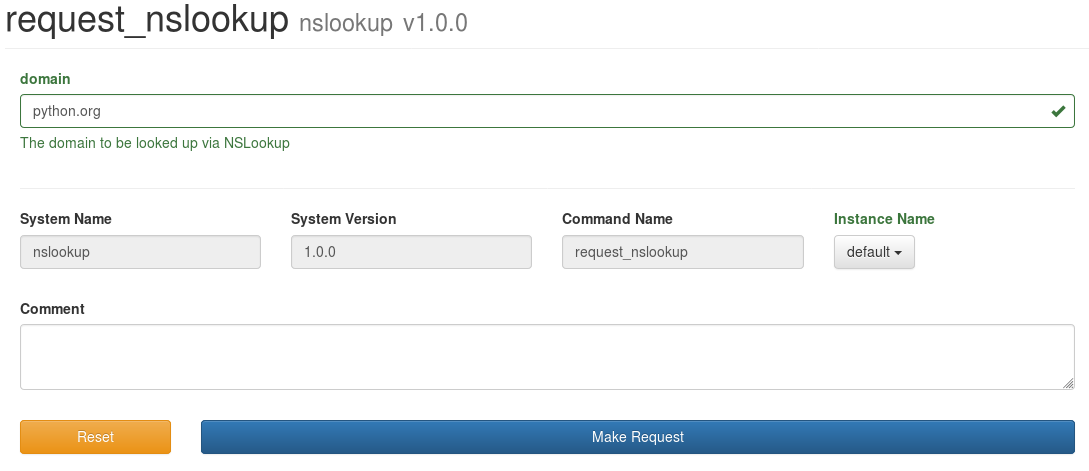 request_nslookup nslookup v1.0.0
domain
python.org
The domain to be looked up via NSLookup
System Name System Version Command Name Instance Name
nslookup 1.0.0 request_nslookup default
Comment
Reset Make Request